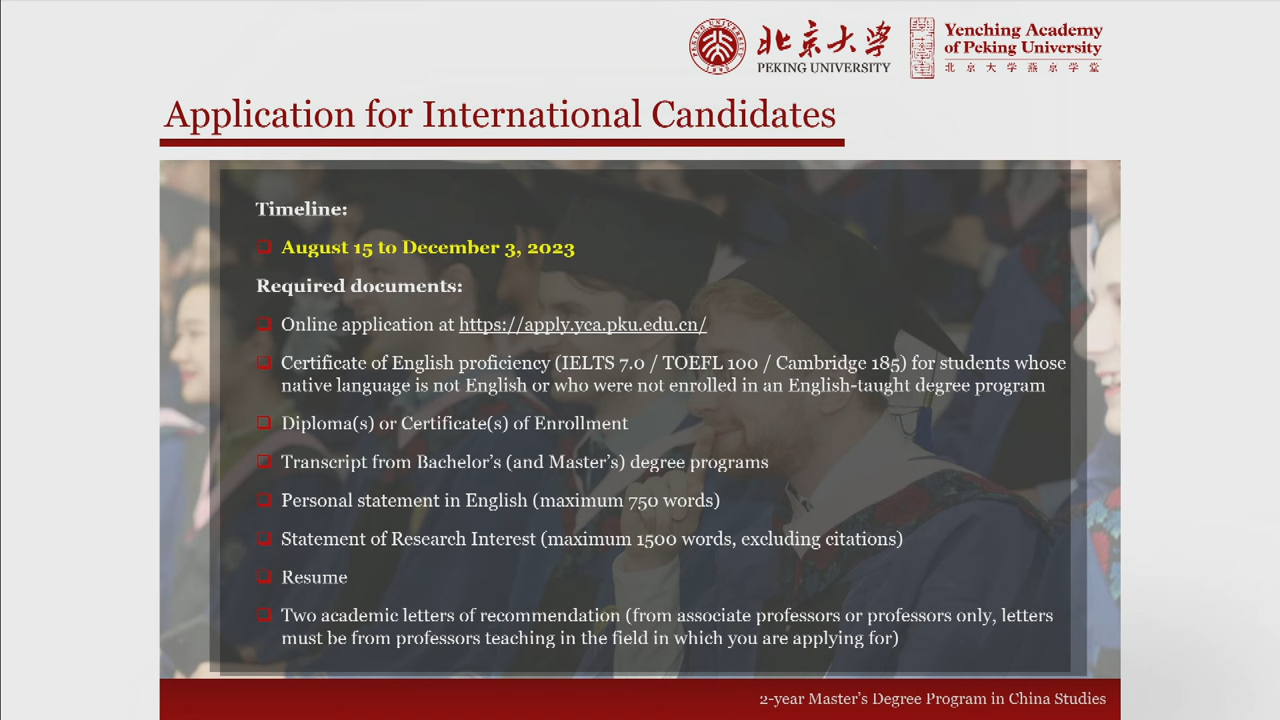 北京大学
PEKING UNIVERSITY
Yenching Academy
of Peking University
北京大学燕京学堂
Application for International Candidates
Timeline:
August 15 to December 3, 2023
Required documents:
Online application at https://apply.yca.pku.edu.cn/
Certificate of English proficiency (IELTS 7.0 / TOEFL 100 / Cambridge 185) for students whose
native language is not English or who were not enrolled in an English-taught degree program
Diploma(s) or Certificate(s) of Enrollment
Transcript from Bachelor's (and Master's) degree programs
Personal statement in English (maximum 750 words)
Statement of Research Interest (maximum 1500 words, excluding citations)
Resume
Two academic letters of recommendation (from associate professors or professors only, letters
must be from professors teaching in the field in which you are applying for)
2-year Master's Degree Program in China Studies